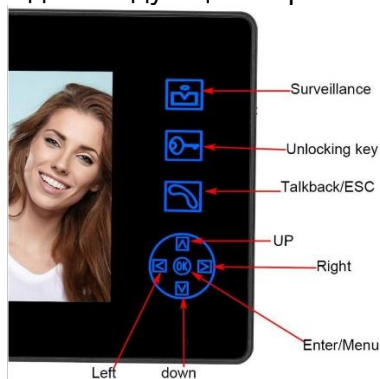 Surveillance
Unlocking key
Talkback/ESC
UP
OK
Right
Enter/Menu
Left
down